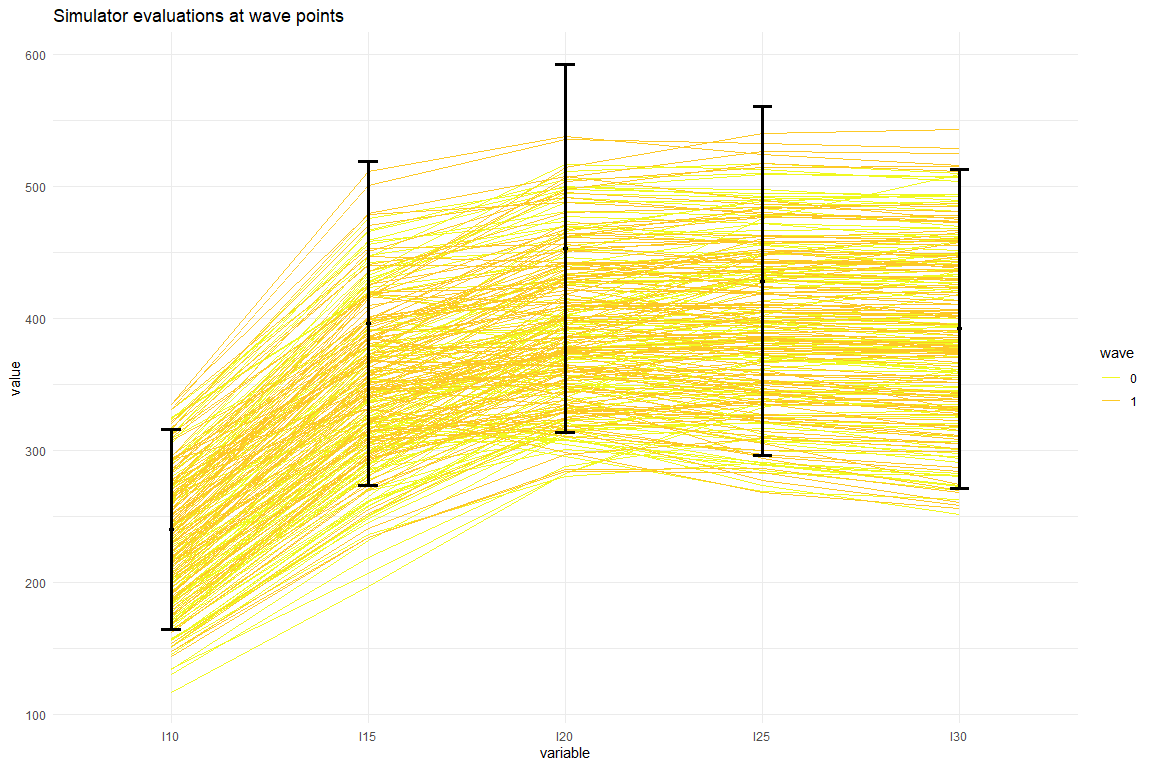 Simulator evaluations at wave points
600
500
400
300
200
100
value
I10
I15
I20
I25
I30
variable
wave
0
1